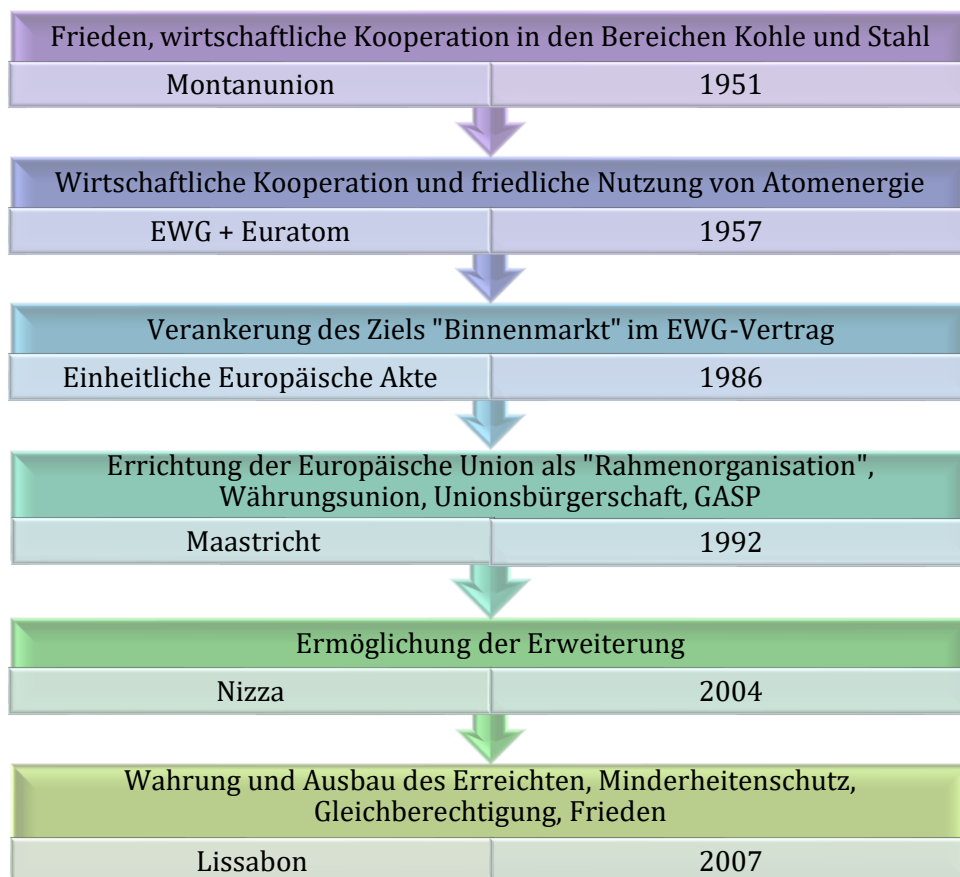 Frieden, wirtschaftliche Kooperation in den Bereichen Kohle und Stahl
Montanunion 1951
Wirtschaftliche Kooperation und friedliche Nutzung von Atomenergie
EWG + Euratom 1957
Verankerung des Ziels "Binnenmarkt" im EWG-Vertrag
Einheitliche Europäische Akte 1986
Errichtung der Europäische Union als "Rahmenorganisation",
Währungsunion, Unionsbürgerschaft, GASP
Maastricht 1992
Ermöglichung der Erweiterung
Nizza 2004
Wahrung und Ausbau des Erreichten, Minderheitenschutz,
Gleichberechtigung, Frieden
Lissabon 2007